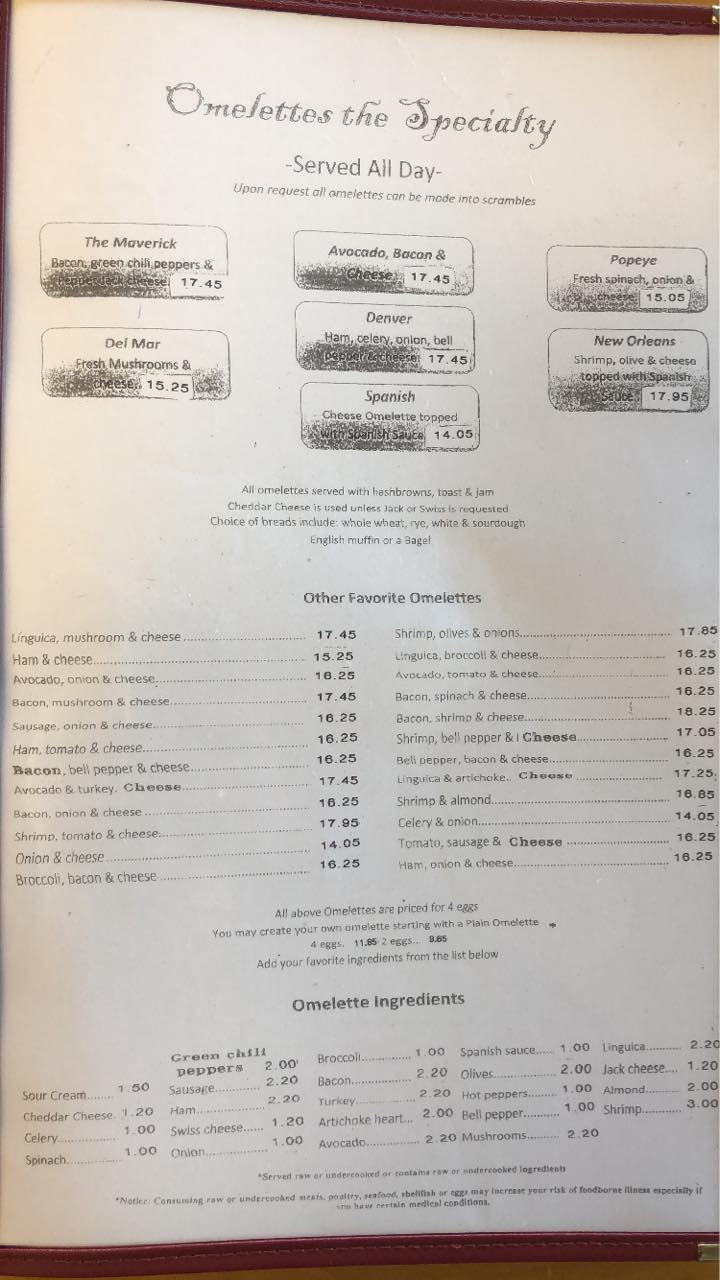 Omelettes the Specialty
-Served All Day-
Upon request all omelettes can be made into scrambles
The Maverick
Bacon, green chili peppers &
Pepper Jack cheese 17.45
Del Mar
Fresh Mushrooms &
cheese.. 15.25
Avocado, Bacon &
Cheese 17.45
Denver
Ham, celery, onion, bell
pepper & cheese 17.45
Spanish
Cheese Omelette topped
with Spanish Sauce 14.05
Popeye
Fresh spinach, onion &
cheese 15.05
New Orleans
Shrimp, olive & cheese
topped with Spanish
Sauce 17.95
All omelettes served with hashbrowns, toast & jam
Cheddar Cheese is used unless Jack or Swiss is requested
Choice of breads include: whole wheat, rye, white & sourdough
English muffin or a Bagel
Other Favorite Omelettes
Linguica, mushroom & cheese 17.45
Ham & cheese 15.25
Avocado, onion & cheese 16.25
Bacon, mushroom & cheese 17.45
Sausage, onion & cheese 16.25
Ham, tomato & cheese 16.25
Bacon, bell pepper & cheese 16.25
Avocado & turkey. Cheese 17.45
Bacon, onion & cheese 16.25
Shrimp, tomato & cheese 17.95
Onion & cheese 14.05
Broccoli, bacon & cheese 16.25
Shrimp, olives & onions 17.85
Linguica, broccoli & cheese 16.25
Avocado, tomato & cheese 16.25
Bacon, spinach & cheese 16.25
Bacon, shrimp & cheese 18.25
Shrimp, bell pepper & Cheese 17.05
Bell pepper, bacon & cheese 16.25
Linguica & artichoke.. Cheese 17.25
Shrimp & almond 16.85
Celery & onion 14.05
Tomato, sausage & Cheese 16.25
Ham, onion & cheese 16.25
All above Omelettes are priced for 4 eggs
You may create your own omelette starting with a Plain Omelette
4 eggs. 11.85 2 eggs... 9.85
Add your favorite ingredients from the list below
Omelette Ingredients
Sour Cream 1.50
Cheddar Cheese. 1.20
Celery 1.00
Spinach 1.00
Green chili
peppers 2.00
Sausage 2.20
Ham 2.20
Swiss cheese 1.20
Onion 1.00
Broccoli 1.00
Bacon 2.20
Turkey 2.20
Artichoke heart... 2.00
Avocado 2.20
Spanish sauce 1.00
Olives 2.00
Hot peppers 1.00
Bell pepper 1.00
Mushrooms 2.20
Linguica 2.20
Jack cheese 1.20
Almond 2.00
Shrimp 3.00
*Served raw or undercooked or contains raw or undercooked ingredients
*Notice: Consuming raw or undercooked meats, poultry, seafood, shellfish or eggs may increase your risk of foodborne illness especially if
you have certain medical conditions.